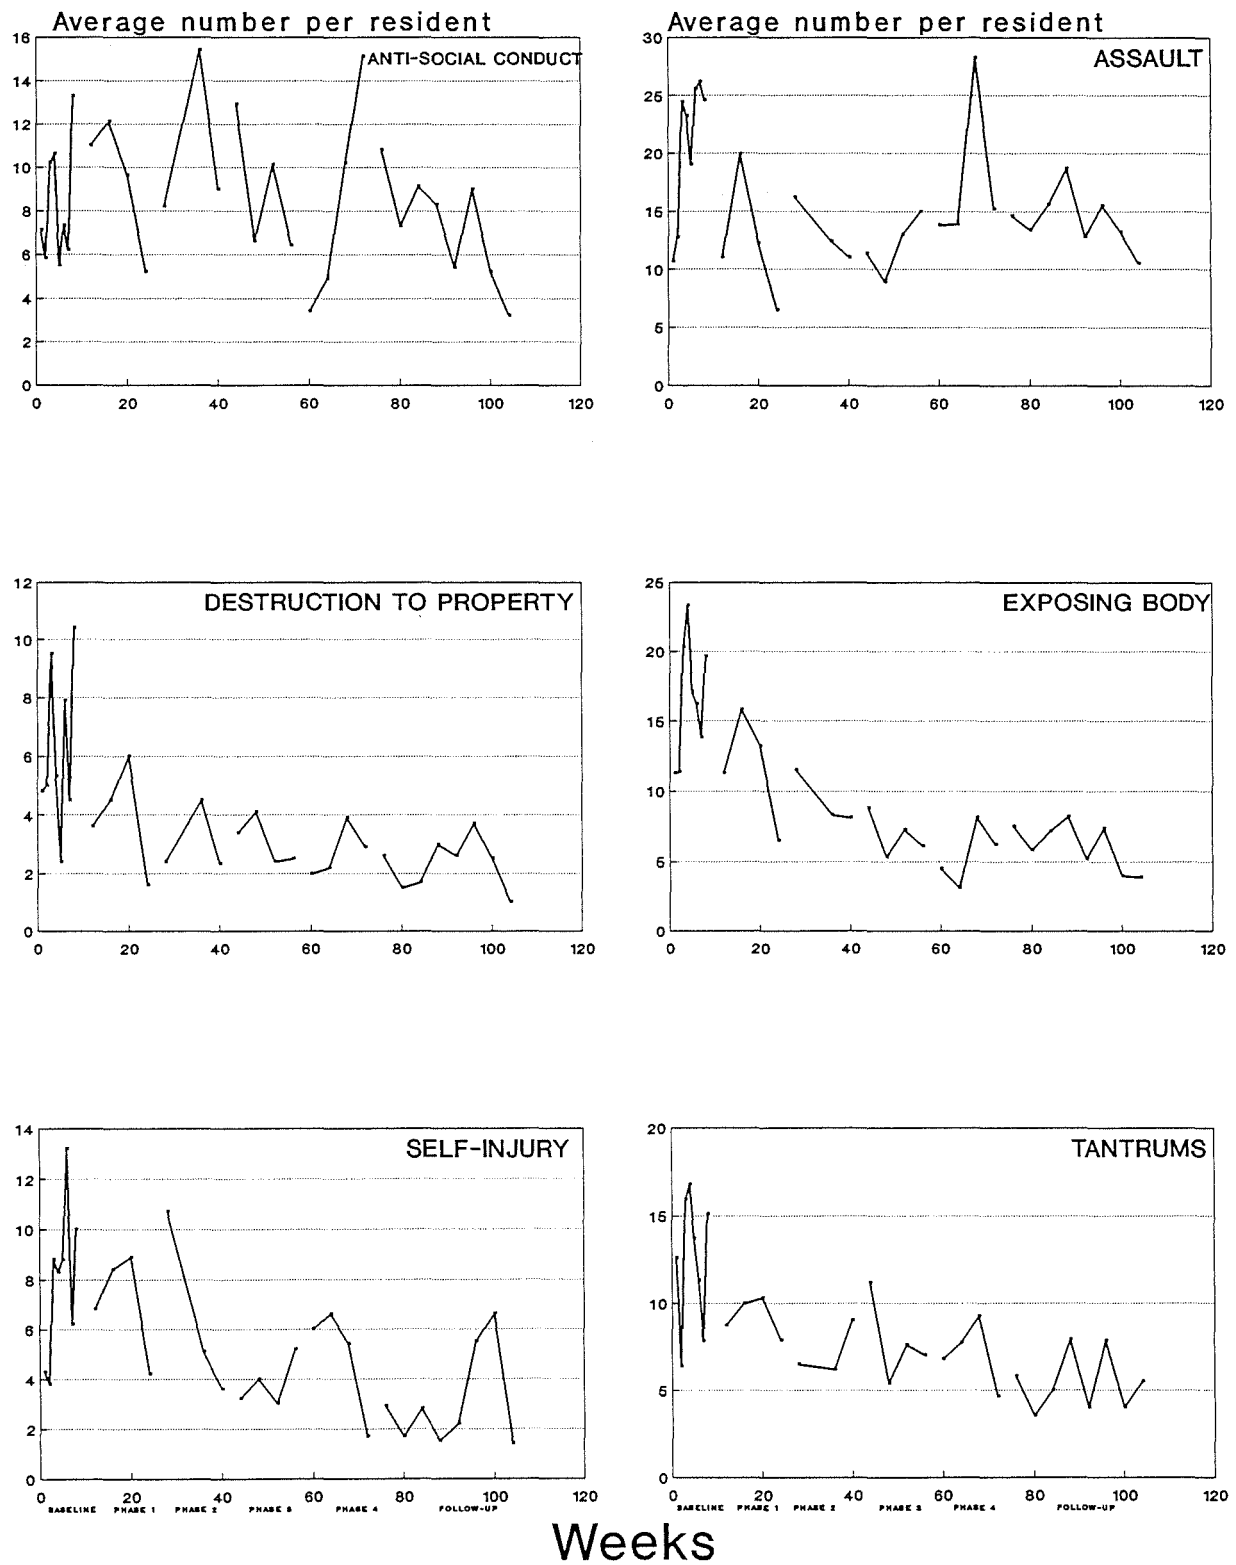 Average number per resident
ANTI-SOCIAL CONDUCT
16
14
12
10
8
6
4
2
0
0 20 40 60 80 100 120
Average number per resident
ASSAULT
30
25
20
15
10
5
0
0 20 40 60 80 100 120
DESTRUCTION TO PROPERTY
12
10
8
6
4
2
0
0 20 40 60 80 100 120
EXPOSING BODY
25
20
15
10
5
0
0 20 40 60 80 100 120
SELF-INJURY
14
12
10
8
6
4
2
0
0 20 40 60 80 100 120
BASELINE PHASE 1 PHASE 2 PHASE 3 PHASE 4 FOLLOW-UP
TANTRUMS
20
15
10
5
0
0 20 40 60 80 100 120
BASELINE PHASE 1 PHASE 2 PHASE 3 PHASE 4 FOLLOW-UP
Weeks